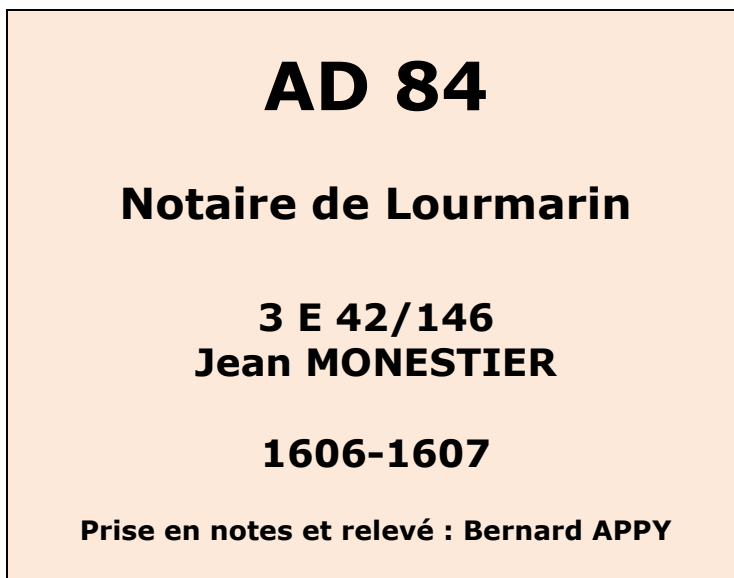 AD 84
Notaire de Lourmarin
3 E 42/146
Jean MONESTIER
1606-1607
Prise en notes et relevé : Bernard APPY